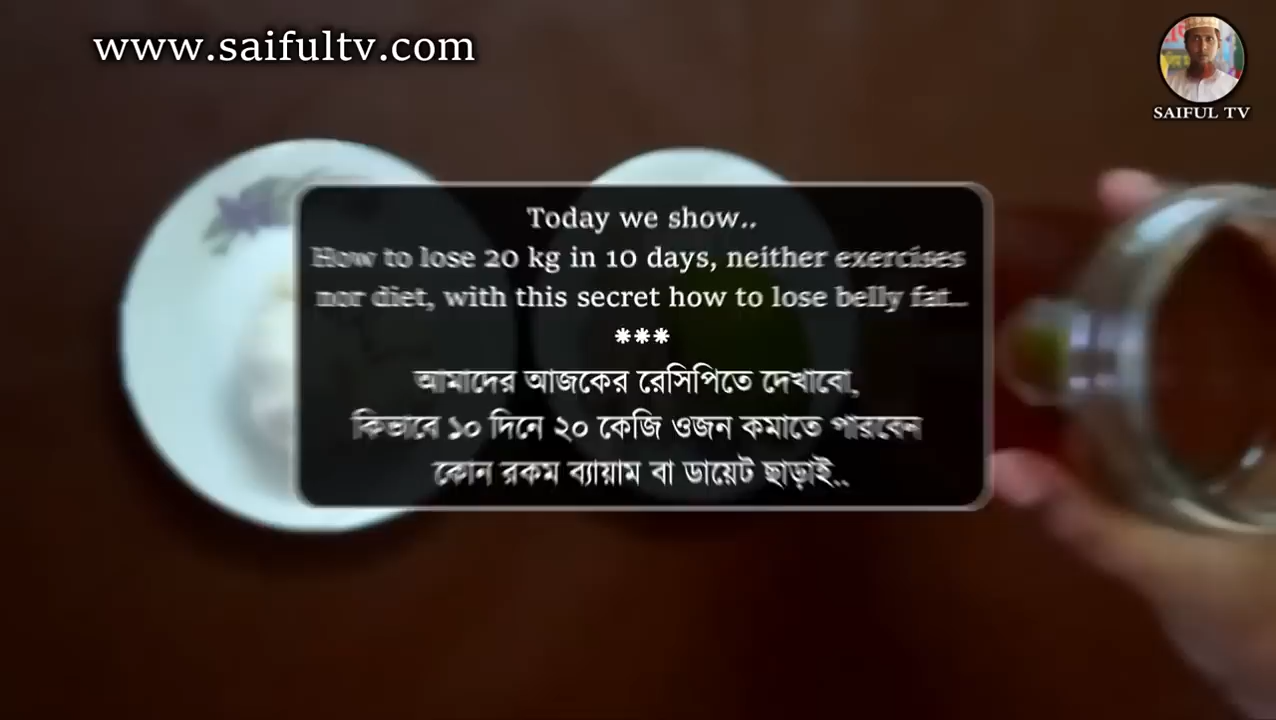 www.saifultv.com
SAIFUL TV
Today we show..
How to lose 20 kg in 10 days, neither exercises
nor diet, with this secret how to lose belly fat...
***
আমাদের আজকের রেসিপিতে দেখাবো,
কিভাবে ১০ দিনে ২০ কেজি ওজন কমাতে পারবেন
কোন রকম ব্যায়াম বা ডায়েট ছাড়াই..